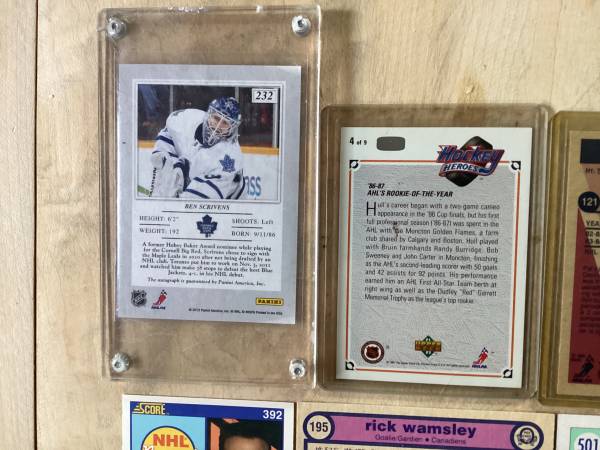 232
BEN SCRIVENS
HEIGHT: 6'2" SHOOTS: Left
WEIGHT: 192 BORN: 9/11/86
A former Hobey Baker Award nominee while playing
for the Cornell Big Red, Scrivens chose to sign with
the Maple Leafs in 2010 after not being drafted by an
NHL club. Toronto put him to work on Nov. 3, 2011
and watched him make 38 stops to defeat the host Blue
Jackets, 4-1, in his NHL debut.
The autograph is guaranteed by Panini America, Inc.
NHL
NHLPA
PANINI
4 of 9
Hockey
HEROES
'86-87
AHL'S ROOKIE-OF-THE-YEAR
Hull's career began with a two game cameo
appearance in the '86 Cup finals, but his first
full professional season ('86-87) was spent in the
AHL with the Moncton Golden Flames, a farm
club shared by Calgary and Boston. Hull played
with Bruin farmhands Randy Burridge, Bob
Sweeney and John Carter in Moncton, finishing
as the AHL's second-leading scorer with 50 goals
and 42 assists for 92 points. His performance
earned him an AHL First All-Star Team berth at
right wing as well as the Dudley "Red" Garrett
Memorial Trophy as the league's top rookie.
UPPER DECK
NHLPA
121
YEA
SCORE
392
NHL
195
rick wamsley
Goalie/Gardien • Canadiens
501